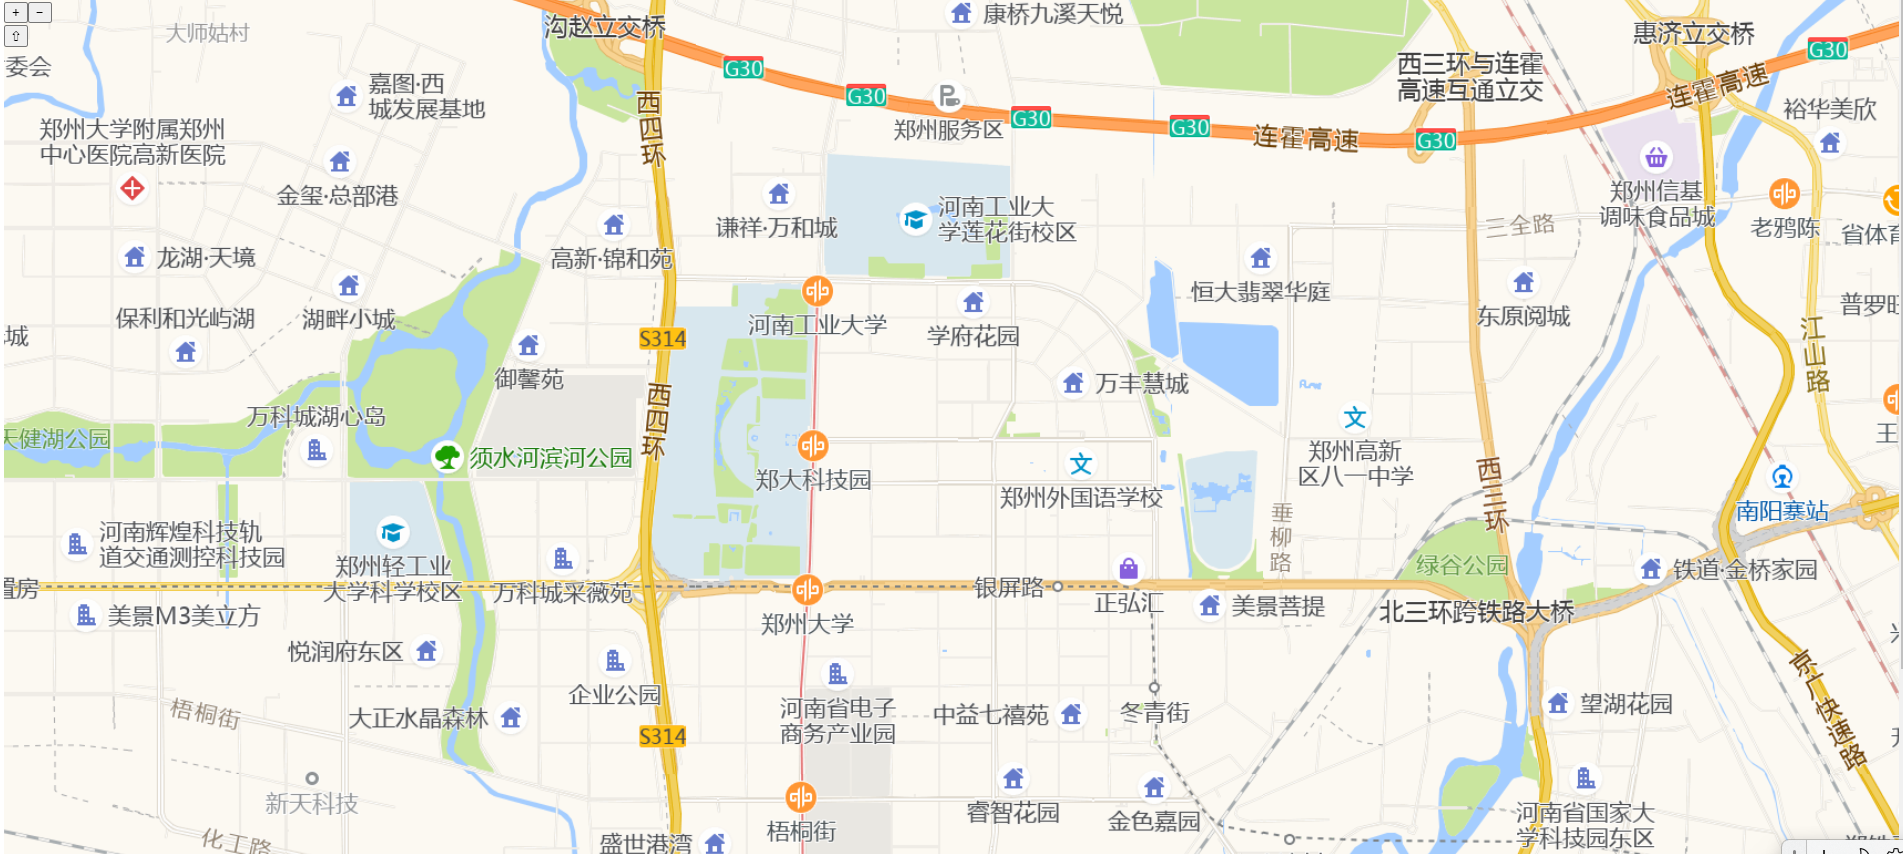 大师姑村
沟赵立交桥
康桥九溪天悦
惠济立交桥
G30
G30
G30
G30
G30
G30
西三环与连霍
高速互通立交
连霍高速
连霍高速
委会
嘉图·西
城发展基地
西四环
郑州服务区
裕华美欣
郑州大学附属郑州
中心医院高新医院
金玺·总部港
谦祥·万和城
河南工业大
学莲花街校区
郑州信基
调味食品城
老鸦陈
省体育
三全路
高新·锦和苑
龙湖·天境
恒大翡翠华庭
东原阅城
普罗旺
保利和光屿湖
湖畔小城
河南工业大学
学府花园
城
S314
江山路
御馨苑
万丰慧城
西四环
万科城湖心岛
天健湖公园
须水河滨河公园
郑大科技园
郑州外国语学校
郑州高新
区八一中学
西三环
王
南阳寨站
河南辉煌科技轨
道交通测控科技园
郑州轻工业
大学科学校区
垂柳路
绿谷公园
铁道·金桥家园
置房
万科城采薇苑
银屏路
正弘汇
美景菩提
北三环跨铁路大桥
美景M3美立方
郑州大学
悦润府东区
企业公园
京广快速路
梧桐街
大正水晶森林
河南省电子
商务产业园
中益七禧苑
冬青街
望湖花园
S314
新天科技
睿智花园
金色嘉园
河南省国家大
学科技园东区
化工路
盛世港湾
梧桐街